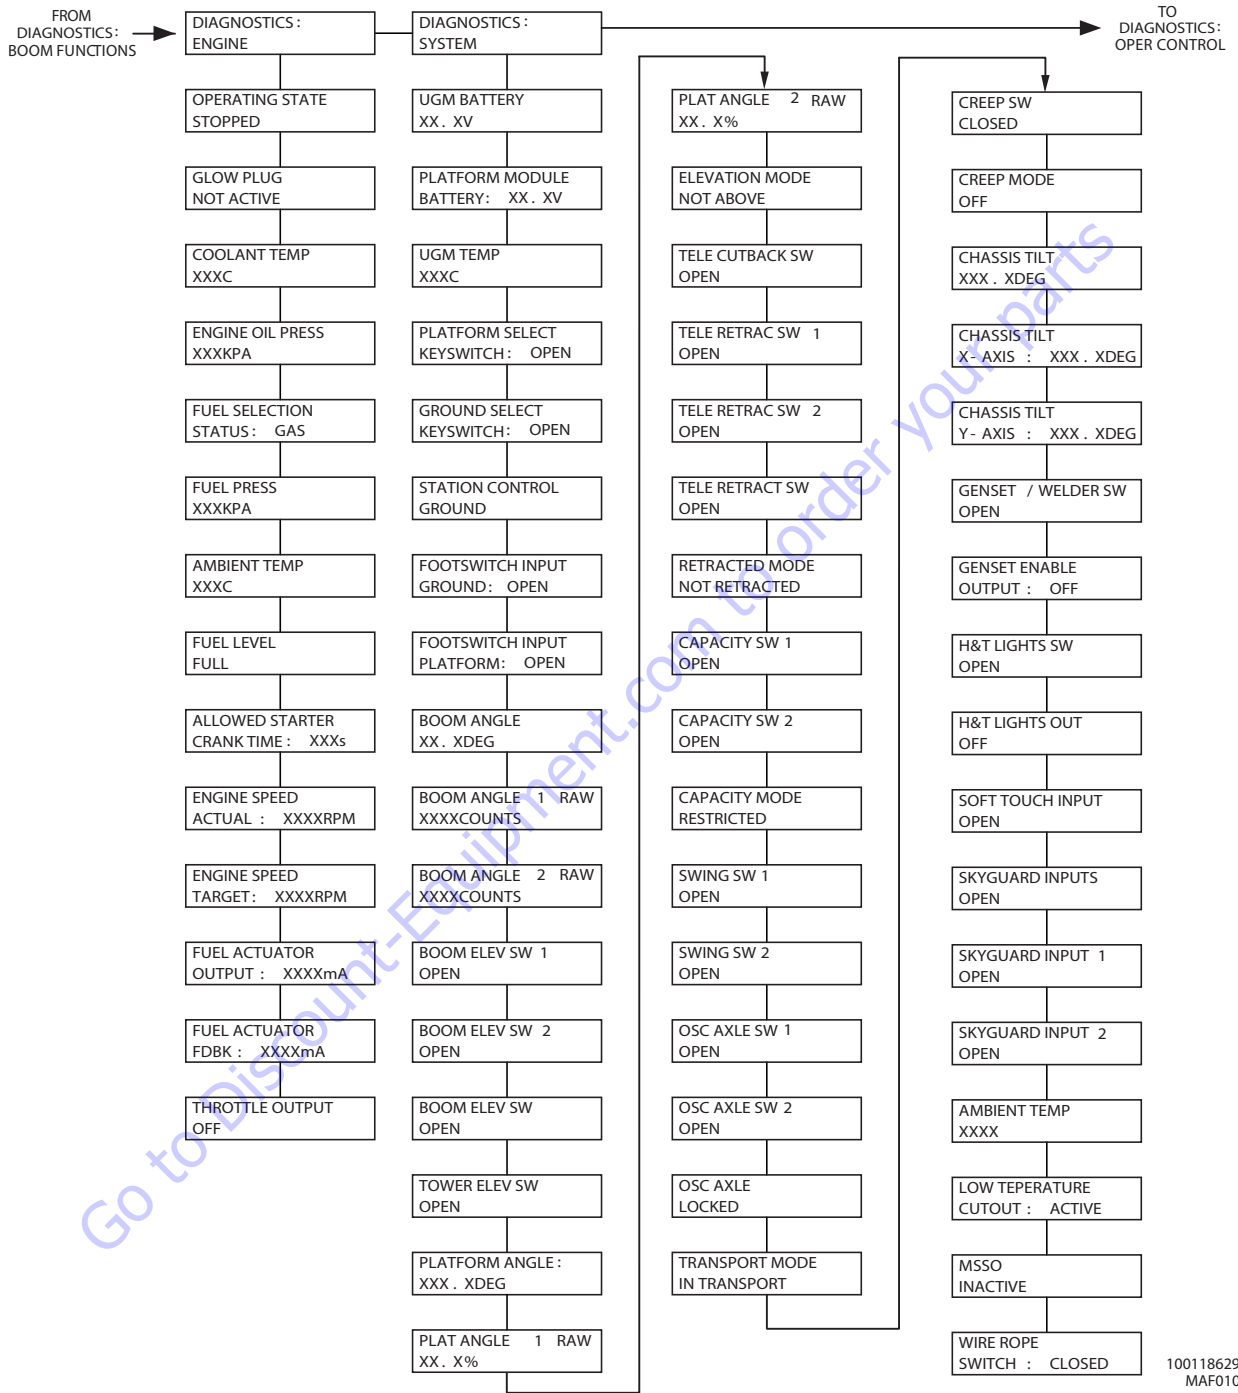 FROM
DIAGNOSTICS:
BOOM FUNCTIONS
DIAGNOSTICS:
ENGINE
DIAGNOSTICS:
SYSTEM
TO
DIAGNOSTICS:
OPER CONTROL
OPERATING STATE
STOPPED
GLOW PLUG
NOT ACTIVE
COOLANT TEMP
XXXC
ENGINE OIL PRESS
XXXKPA
FUEL SELECTION
STATUS: GAS
FUEL PRESS
XXXKPA
AMBIENT TEMP
XXXC
FUEL LEVEL
FULL
ALLOWED STARTER
CRANK TIME: XXXs
ENGINE SPEED
ACTUAL : XXXXRPM
ENGINE SPEED
TARGET: XXXXRPM
FUEL ACTUATOR
OUTPUT : XXXXmA
FUEL ACTUATOR
FDBK : XXXXmA
THROTTLE OUTPUT
OFF
UGM BATTERY
XX. XV
PLATFORM MODULE
BATTERY: XX. XV
UGM TEMP
XXXC
PLATFORM SELECT
KEYSWITCH: OPEN
GROUND SELECT
KEYSWITCH: OPEN
STATION CONTROL
GROUND
FOOTSWITCH INPUT
GROUND: OPEN
FOOTSWITCH INPUT
PLATFORM: OPEN
BOOM ANGLE
XX. XDEG
BOOM ANGLE 1 RAW
XXXXCOUNTS
BOOM ANGLE 2 RAW
XXXXCOUNTS
BOOM ELEV SW 1
OPEN
BOOM ELEV SW 2
OPEN
BOOM ELEV SW
OPEN
TOWER ELEV SW
OPEN
PLATFORM ANGLE:
XXX. XDEG
PLAT ANGLE 1 RAW
XX. X%
PLAT ANGLE 2 RAW
XX. X%
ELEVATION MODE
NOT ABOVE
TELE CUTBACK SW
OPEN
TELE RETRAC SW 1
OPEN
TELE RETRAC SW 2
OPEN
TELE RETRACT SW
OPEN
RETRACTED MODE
NOT RETRACTED
CAPACITY SW 1
OPEN
CAPACITY SW 2
OPEN
CAPACITY MODE
RESTRICTED
SWING SW 1
OPEN
SWING SW 2
OPEN
OSC AXLE SW 1
OPEN
OSC AXLE SW 2
OPEN
OSC AXLE
LOCKED
TRANSPORT MODE
IN TRANSPORT
CREEP SW
CLOSED
CREEP MODE
OFF
CHASSIS TILT
XXX. XDEG
CHASSIS TILT
X- AXIS : XXX. XDEG
CHASSIS TILT
Y- AXIS : XXX. XDEG
GENSET / WELDER SW
OPEN
GENSET ENABLE
OUTPUT : OFF
H&T LIGHTS SW
OPEN
H&T LIGHTS OUT
OFF
SOFT TOUCH INPUT
OPEN
SKYGUARD INPUTS
OPEN
SKYGUARD INPUT 1
OPEN
SKYGUARD INPUT 2
OPEN
AMBIENT TEMP
XXXX
LOW TEPERATURE
CUTOUT : ACTIVE
MSSO
INACTIVE
WIRE ROPE
SWITCH : CLOSED
100118629
MAF010
Go to Discount-Equipment.com to order your parts